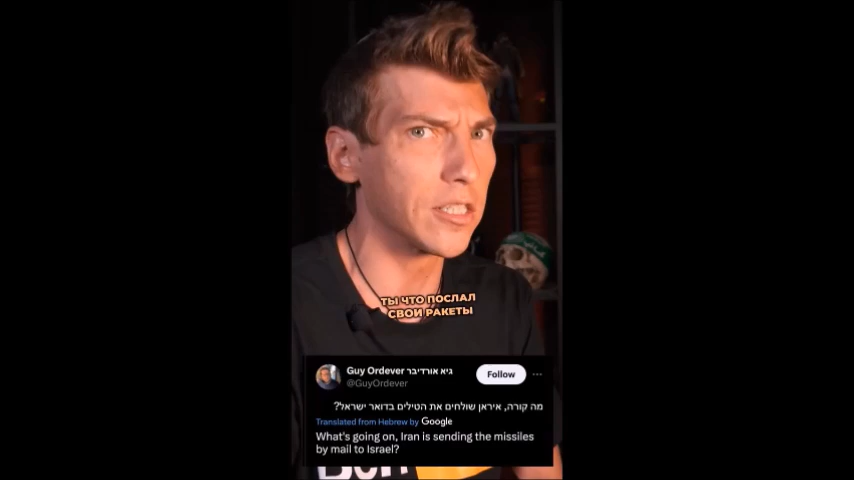 ТЫ ЧТО ПОСЛАЛ
СВОИ РАКЕТЫ
Guy Ordever גיא אורדיבר
Follow
@GuyOrdever
מה קורה, איראן שולחים את הטילים בדואר ישראל?
Translated from Hebrew by Google
What's going on, Iran is sending the missiles
by mail to Israel?